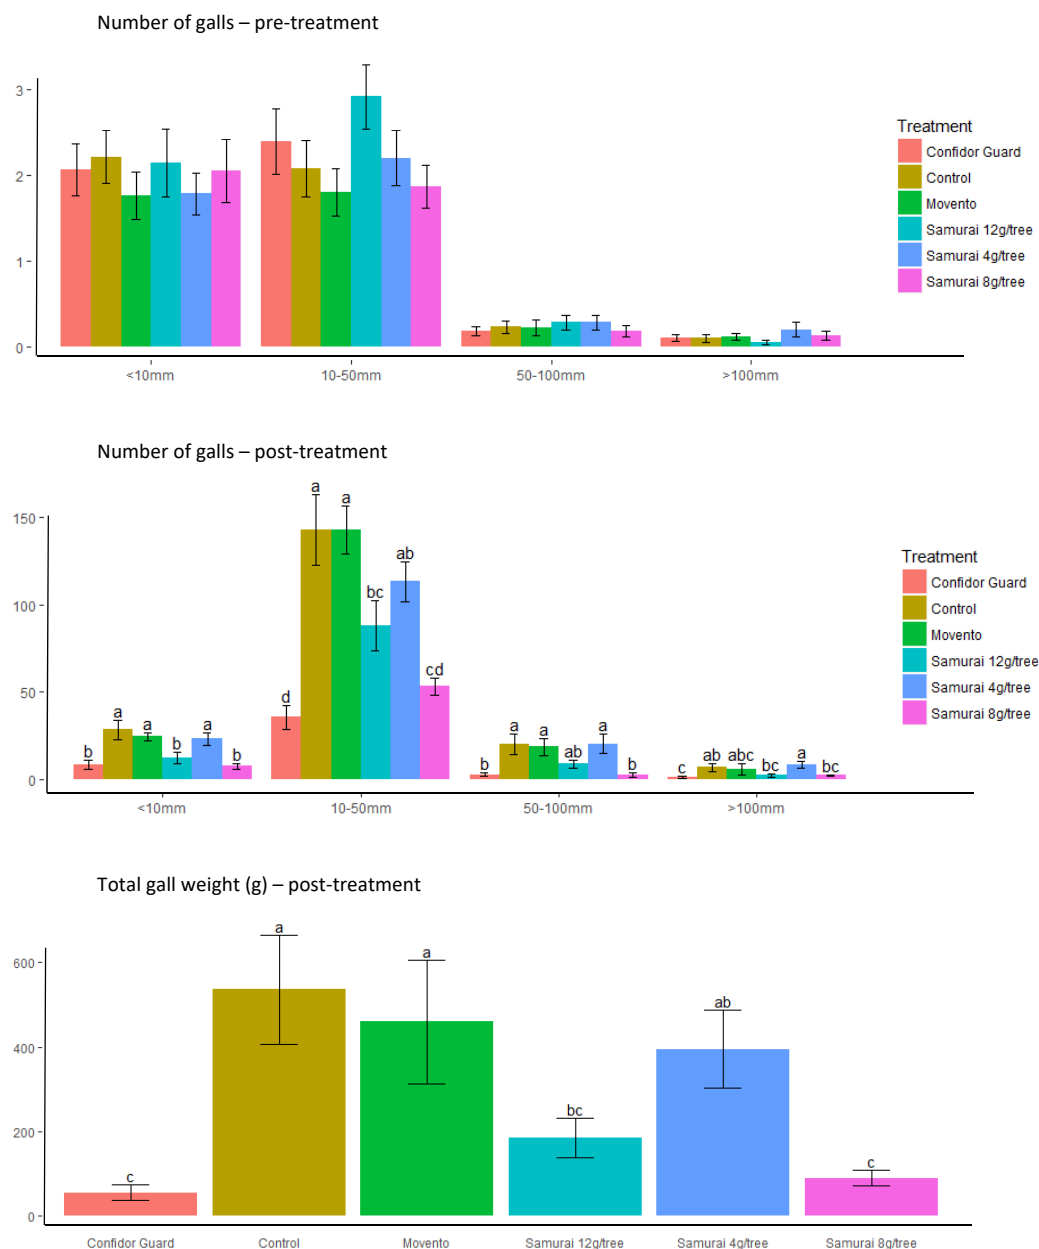 Number of galls – pre-treatment
3
2
1
0
<10mm
10-50mm
50-100mm
>100mm
Treatment
Confidor Guard
Control
Movento
Samurai 12g/tree
Samurai 4g/tree
Samurai 8g/tree
Number of galls – post-treatment
150
100
50
0
b a a b a b
d a a bc ab cd
b a a ab a b
c ab abc bc a bc
<10mm
10-50mm
50-100mm
>100mm
Treatment
Confidor Guard
Control
Movento
Samurai 12g/tree
Samurai 4g/tree
Samurai 8g/tree
Total gall weight (g) – post-treatment
600
400
200
0
c a a bc ab c
Confidor Guard
Control
Movento
Samurai 12g/tree
Samurai 4g/tree
Samurai 8g/tree